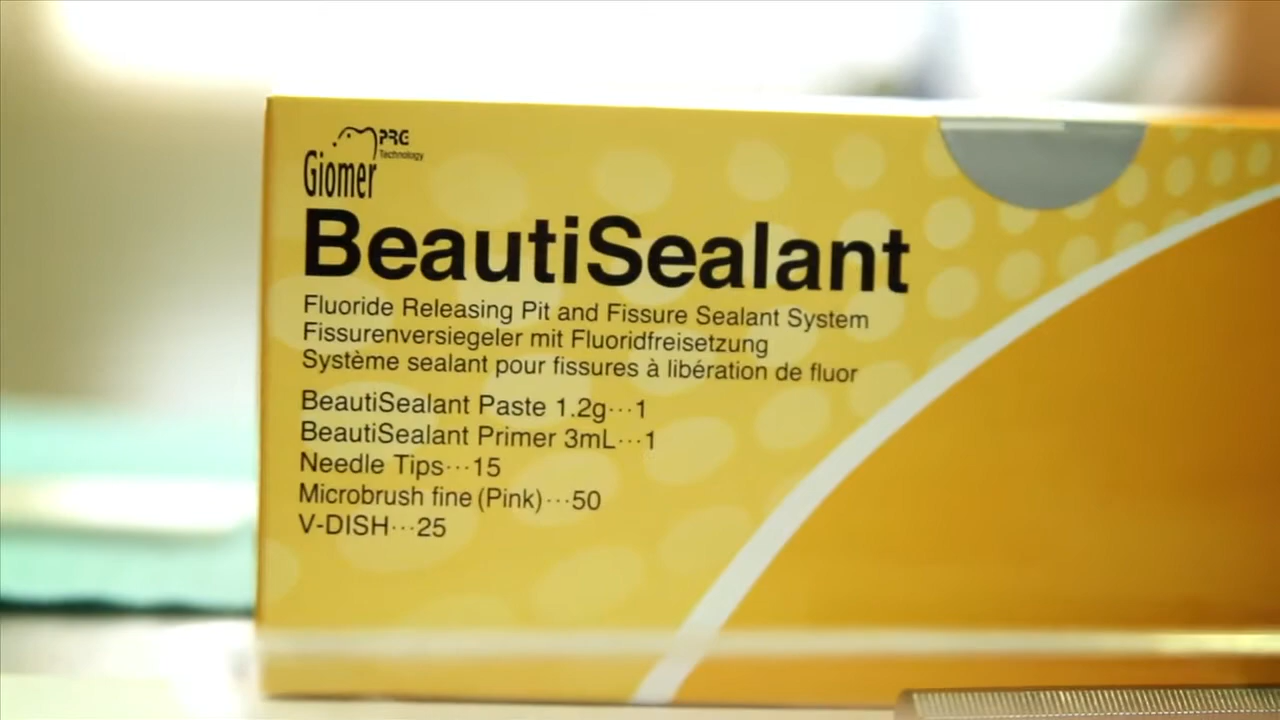 PRG
Technology
Giomer
BeautiSealant
Fluoride Releasing Pit and Fissure Sealant System
Fissurenversiegeler mit Fluoridfreisetzung
Système sealant pour fissures à libération de fluor
BeautiSealant Paste 1.2g···1
BeautiSealant Primer 3mL···1
Needle Tips···15
Microbrush fine (Pink)···50
V-DISH···25